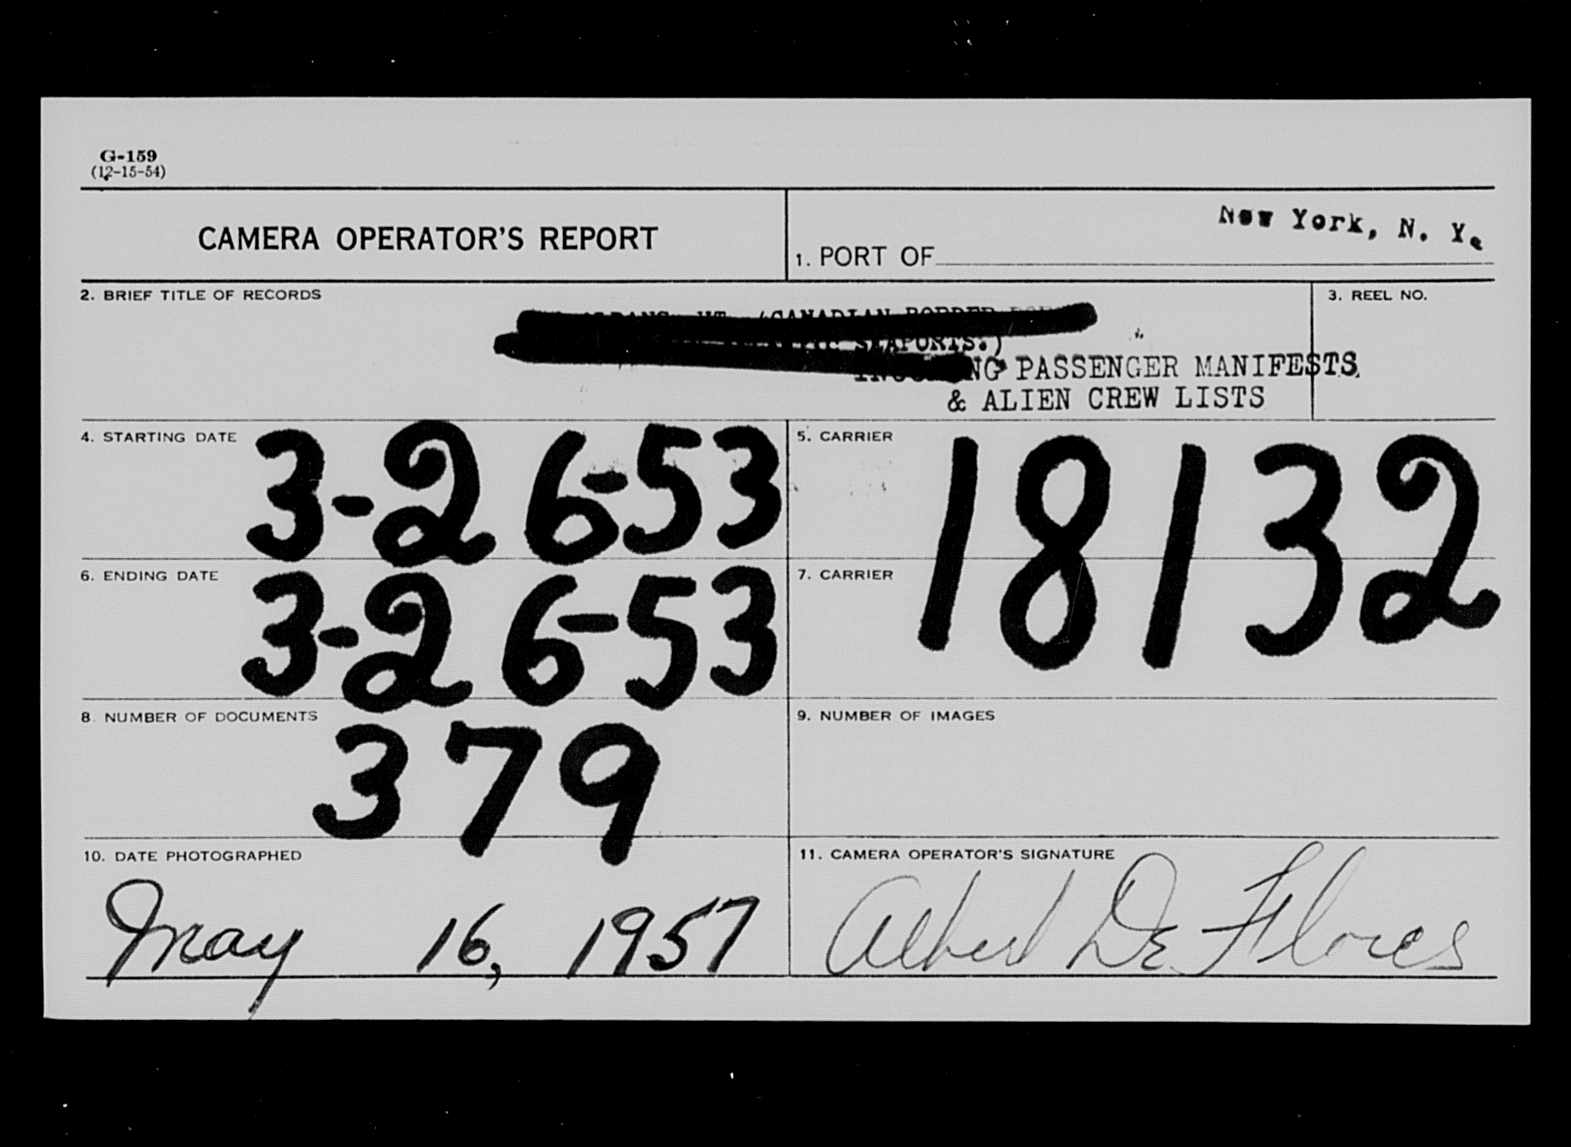 G-159
(12-15-54)
CAMERA OPERATOR'S REPORT
1. PORT OF New York, N. Y.
2. BRIEF TITLE OF RECORDS
3. REEL NO.
(CANADIAN BORDER
SEAPORTS.)
PASSENGER MANIFESTS
& ALIEN CREW LISTS
4. STARTING DATE 3-26-53
5. CARRIER 18132
6. ENDING DATE 3-26-53
7. CARRIER
8. NUMBER OF DOCUMENTS 379
9. NUMBER OF IMAGES
10. DATE PHOTOGRAPHED
May 16, 1957
11. CAMERA OPERATOR'S SIGNATURE
Albert De Flores